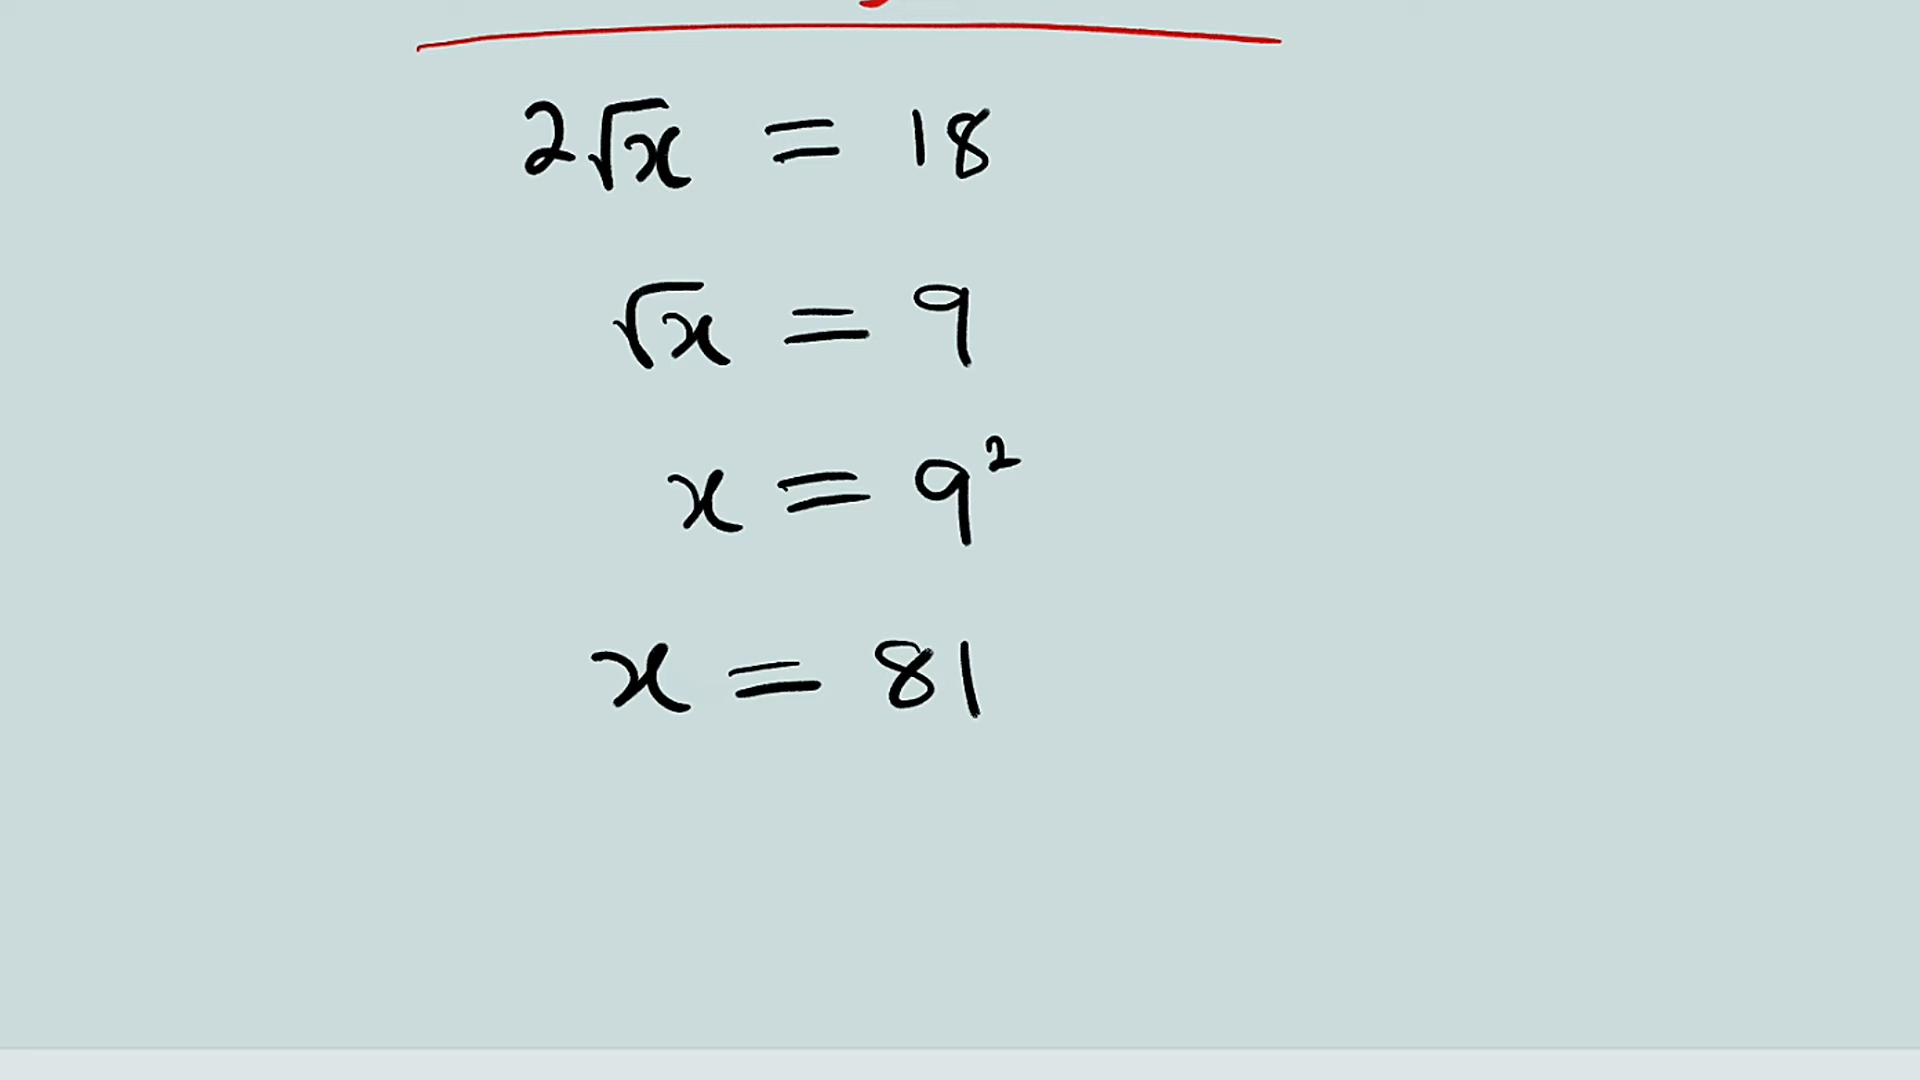 2√x = 18
√x = 9
x = 9²
x = 81